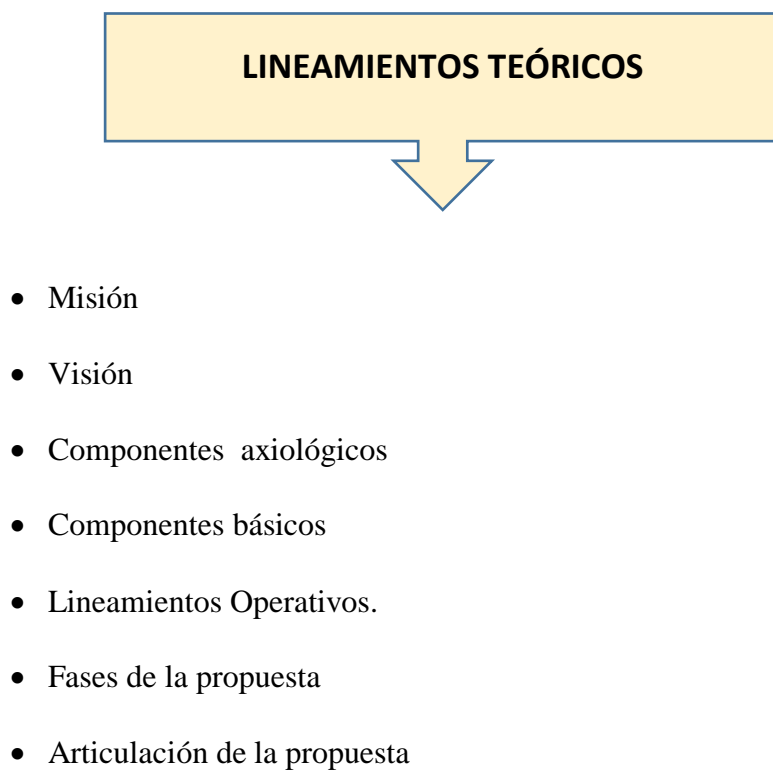 LINEAMIENTOS TEÓRICOS
• Misión
• Visión
• Componentes axiológicos
• Componentes básicos
• Lineamientos Operativos.
• Fases de la propuesta
• Articulación de la propuesta